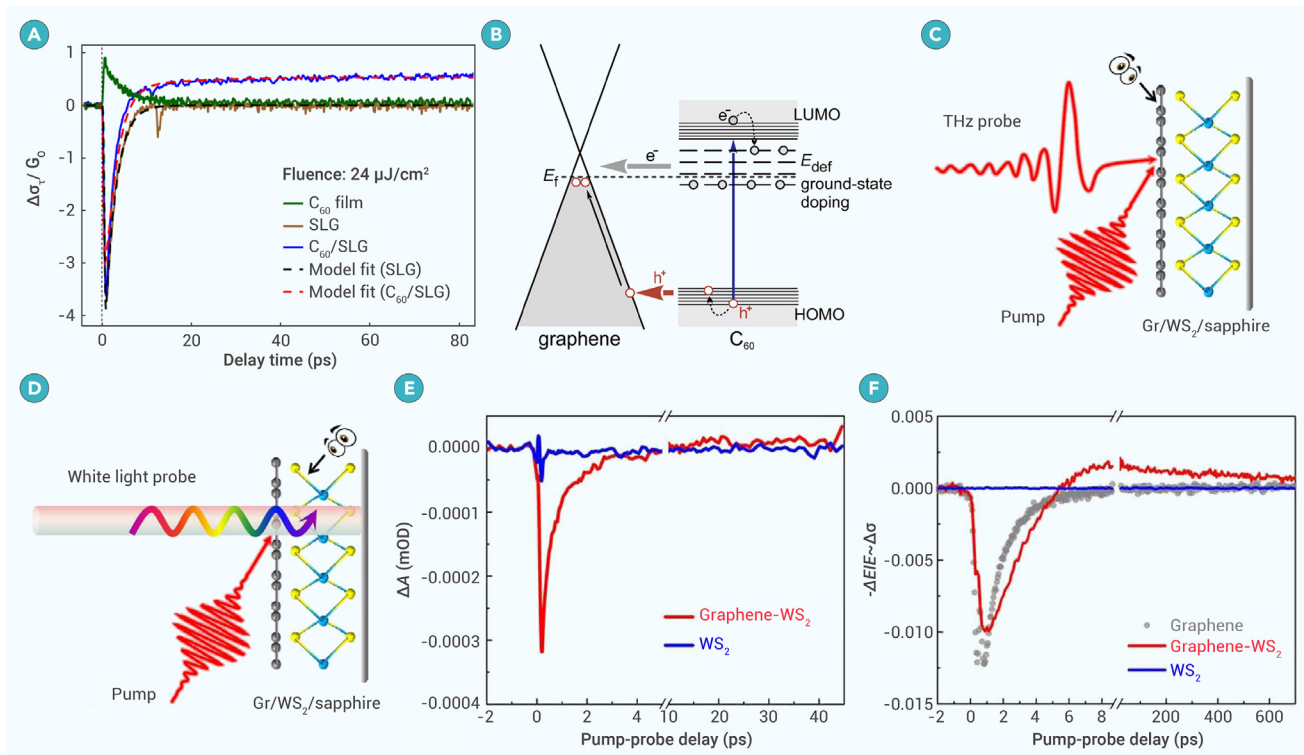 A
Δστ/ G₀
1
0
-1
-2
-3
-4
0
20
40
60
80
Delay time (ps)
Fluence: 24 µJ/cm²
C₆₀ film
SLG
C₆₀/SLG
Model fit (SLG)
Model fit (C₆₀/SLG)
B
e⁻
LUMO
e⁻
E_def
E_f
ground-state
doping
h⁺
h⁺
HOMO
graphene
C₆₀
C
THz probe
Pump
Gr/WS₂/sapphire
D
White light probe
Pump
Gr/WS₂/sapphire
E
ΔA (mOD)
0.0000
-0.0001
-0.0002
-0.0003
-0.0004
Graphene-WS₂
WS₂
-2
0
2
4
10
20
30
40
Pump-probe delay (ps)
F
-ΔE/E~Δσ
0.005
0.000
-0.005
-0.010
-0.015
Graphene
Graphene-WS₂
WS₂
-2
0
2
4
6
8
200
400
600
Pump-probe delay (ps)